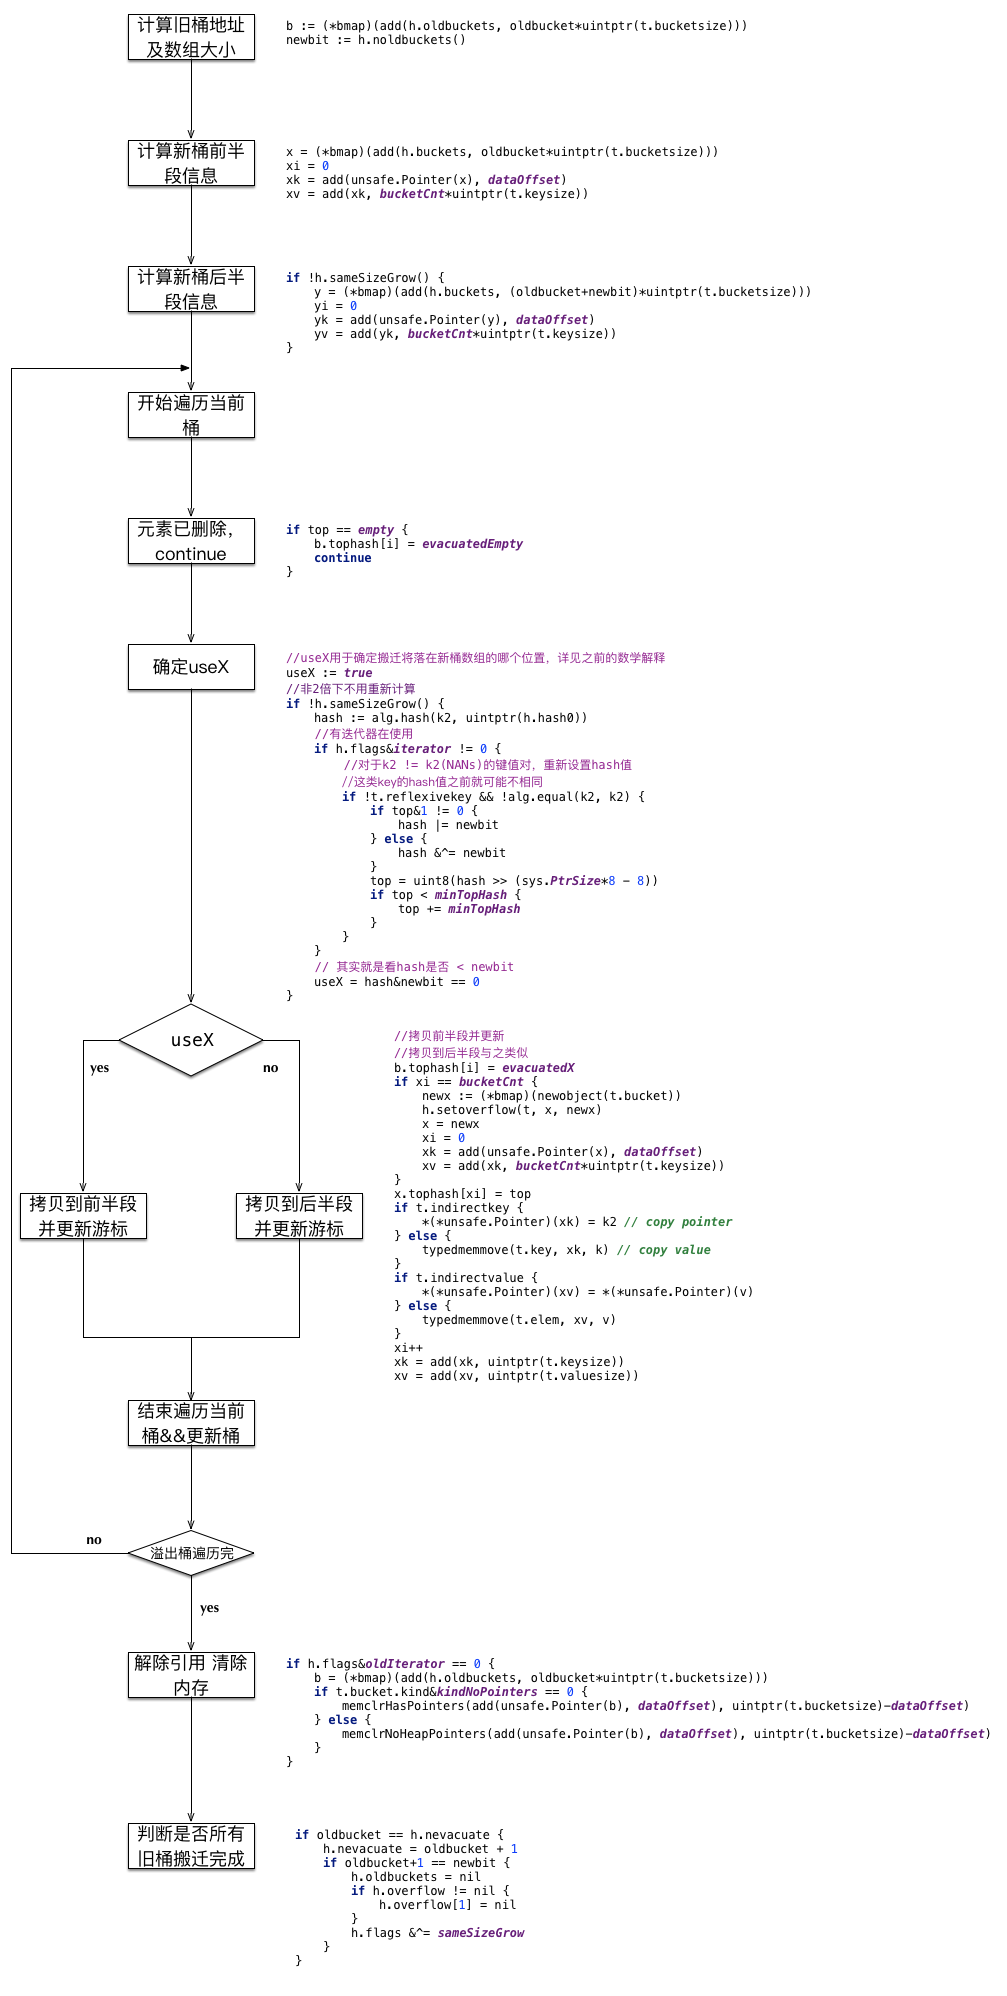 计算旧桶地址
及数组大小
b := (*bmap)(add(h.oldbuckets, oldbucket*uintptr(t.bucketsize)))
newbit := h.noldbuckets()
计算新桶前半
段信息
x = (*bmap)(add(h.buckets, oldbucket*uintptr(t.bucketsize)))
xi = 0
xk = add(unsafe.Pointer(x), dataOffset)
xv = add(xk, bucketCnt*uintptr(t.keysize))
计算新桶后半
段信息
if !h.sameSizeGrow() {
y = (*bmap)(add(h.buckets, (oldbucket+newbit)*uintptr(t.bucketsize)))
yi = 0
yk = add(unsafe.Pointer(y), dataOffset)
yv = add(yk, bucketCnt*uintptr(t.keysize))
}
开始遍历当前
桶
元素已删除，
continue
if top == empty {
b.tophash[i] = evacuatedEmpty
continue
}
确定useX
//useX用于确定搬迁将落在新桶数组的哪个位置，详见之前的数学解释
useX := true
//非2倍下不用重新计算
if !h.sameSizeGrow() {
hash := alg.hash(k2, uintptr(h.hash0))
//有迭代器在使用
if h.flags&iterator != 0 {
//对于k2 != k2(NANs)的键值对，重新设置hash值
//这类key的hash值之前就可能不相同
if !t.reflexivekey && !alg.equal(k2, k2) {
if top&1 != 0 {
hash |= newbit
} else {
hash &^= newbit
}
top = uint8(hash >> (sys.PtrSize*8 - 8))
if top < minTopHash {
top += minTopHash
}
}
}
// 其实就是看hash是否 < newbit
useX = hash&newbit == 0
}
useX
yes
no
拷贝到前半段
并更新游标
拷贝到后半段
并更新游标
//拷贝前半段并更新
//拷贝到后半段与之类似
b.tophash[i] = evacuatedX
if xi == bucketCnt {
newx := (*bmap)(newobject(t.bucket))
h.setoverflow(t, x, newx)
x = newx
xi = 0
xk = add(unsafe.Pointer(x), dataOffset)
xv = add(xk, bucketCnt*uintptr(t.keysize))
}
x.tophash[xi] = top
if t.indirectkey {
*(*unsafe.Pointer)(xk) = k2 // copy pointer
} else {
typedmemmove(t.key, xk, k) // copy value
}
if t.indirectvalue {
*(*unsafe.Pointer)(xv) = *(*unsafe.Pointer)(v)
} else {
typedmemmove(t.elem, xv, v)
}
xi++
xk = add(xk, uintptr(t.keysize))
xv = add(xv, uintptr(t.valuesize))
结束遍历当前
桶&&更新桶
no
溢出桶遍历完
yes
解除引用 清除
内存
if h.flags&oldIterator == 0 {
b = (*bmap)(add(h.oldbuckets, oldbucket*uintptr(t.bucketsize)))
if t.bucket.kind&kindNoPointers == 0 {
memclrHasPointers(add(unsafe.Pointer(b), dataOffset), uintptr(t.bucketsize)-dataOffset)
} else {
memclrNoHeapPointers(add(unsafe.Pointer(b), dataOffset), uintptr(t.bucketsize)-dataOffset)
}
}
判断是否所有
旧桶搬迁完成
if oldbucket == h.nevacuate {
h.nevacuate = oldbucket + 1
if oldbucket+1 == newbit {
h.oldbuckets = nil
if h.overflow != nil {
h.overflow[1] = nil
}
h.flags &^= sameSizeGrow
}
}